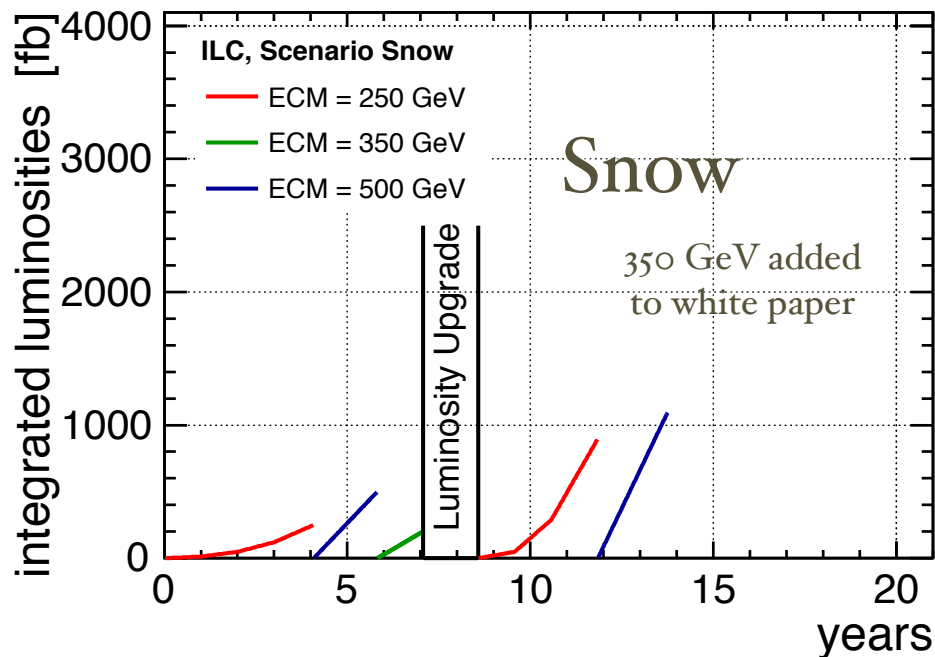 4000
3000
2000
1000
0
integrated luminosities [fb]
ILC, Scenario Snow
ECM = 250 GeV
ECM = 350 GeV
ECM = 500 GeV
Luminosity Upgrade
Snow
350 GeV added
to white paper
0 5 10 15 20
years